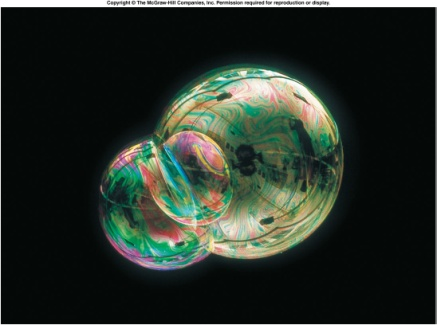 Copyright © The McGraw-Hill Companies, Inc. Permission required for reproduction or display.